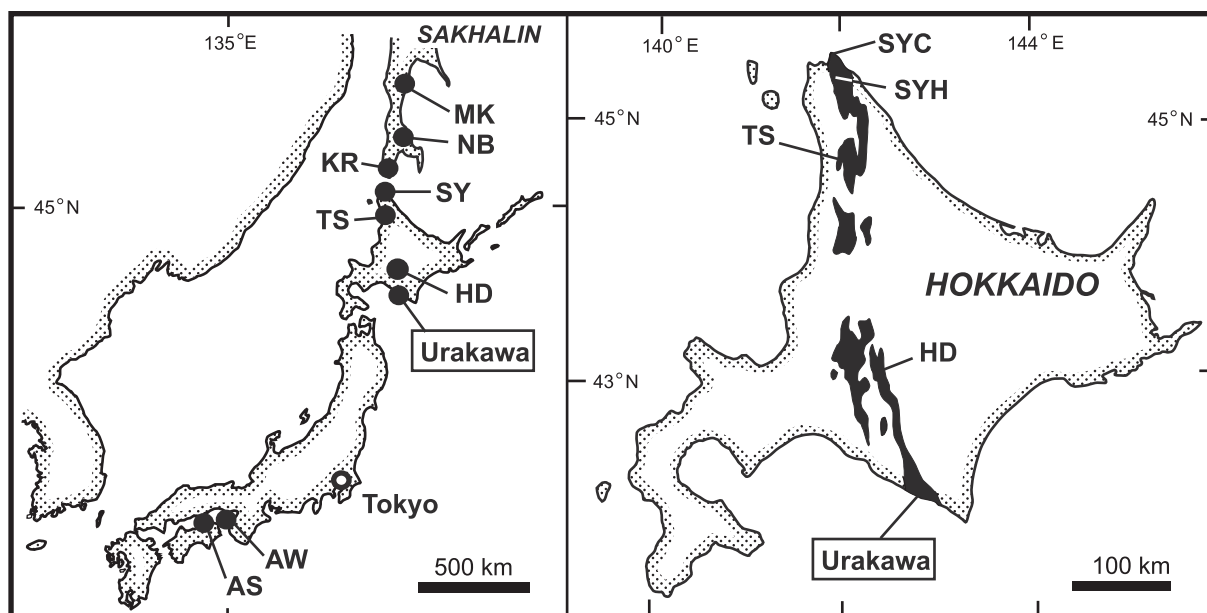 135°E
SAKHALIN
MK
NB
KR
SY
45°N
TS
HD
Urakawa
Tokyo
AW
AS
500 km
140°E
144°E
SYC
SYH
45°N
45°N
TS
HOKKAIDO
HD
43°N
Urakawa
100 km